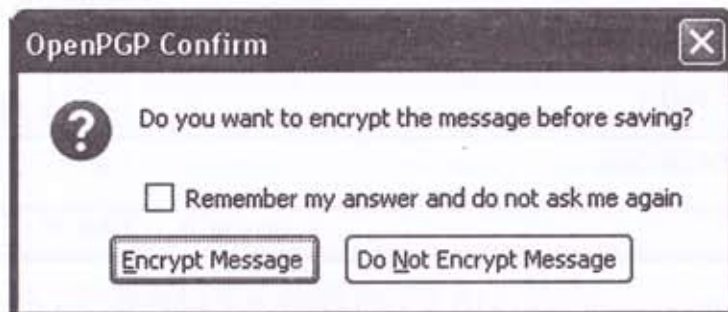 OpenPGP Confirm
Do you want to encrypt the message before saving?
Remember my answer and do not ask me again
Encrypt Message
Do Not Encrypt Message